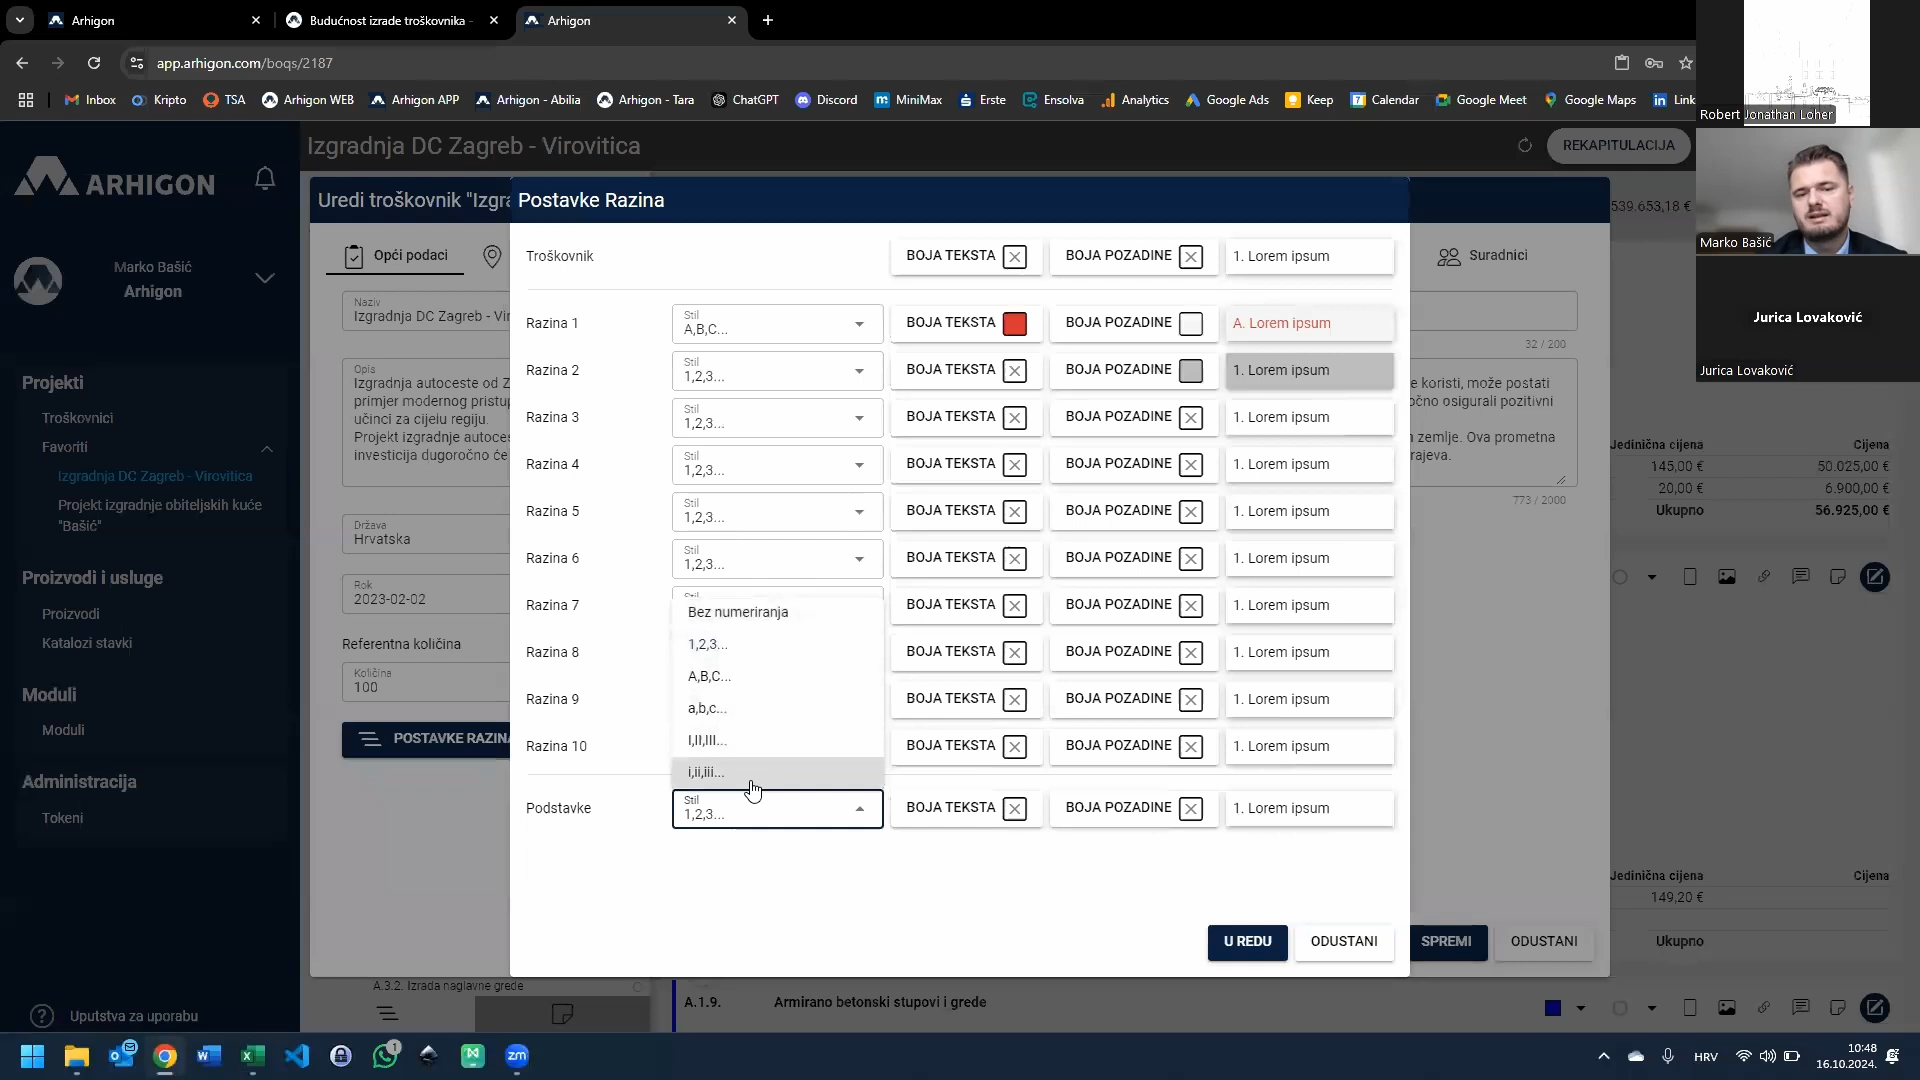 Arhigon
Budućnost izrade troškovnika -
Arhigon
app.arhigon.com/boqs/2187
Inbox
Kripto
TSA
Arhigon WEB
Arhigon APP
Arhigon - Abilia
Arhigon - Tara
ChatGPT
Discord
MiniMax
Erste
Ensolva
Analytics
Google Ads
Keep
Calendar
Google Meet
Google Maps
Link
Robert Jonathan Loher
Marko Bašić
Jurica Lovaković
Jurica Lovaković
ARHIGON
Marko Bašić
Arhigon
Projekti
Troškovnici
Favoriti
Izgradnja DC Zagreb - Virovitica
Projekt izgradnje obiteljskih kuće
"Bašić"
Proizvodi i usluge
Proizvodi
Katalozi stavki
Moduli
Moduli
Administracija
Tokeni
Uputstva za uporabu
Izgradnja DC Zagreb - Virovitica
REKAPITULACIJA
539.653,18 €
Uredi troškovnik "Izgra
Opći podaci
Suradnici
Naziv
Izgradnja DC Zagreb - Vir
32 / 200
Opis
Izgradnja autoceste od Z
primjer modernog pristup
učinci za cijelu regiju.
Projekt izgradnje autoces
investicija dugoročno će
e koristi, može postati
očno osigurali pozitivni
n zemlje. Ova prometna
rajeva.
773 / 2000
Država
Hrvatska
Rok
2023-02-02
Referentna količina
Količina
100
POSTAVKE RAZINA
SPREMI
ODUSTANI
Postavke Razina
Troškovnik
BOJA TEKSTA
BOJA POZADINE
1. Lorem ipsum
Razina 1
Stil
A,B,C...
BOJA TEKSTA
BOJA POZADINE
A. Lorem ipsum
Razina 2
Stil
1,2,3...
BOJA TEKSTA
BOJA POZADINE
1. Lorem ipsum
Razina 3
Stil
1,2,3...
BOJA TEKSTA
BOJA POZADINE
1. Lorem ipsum
Razina 4
Stil
1,2,3...
BOJA TEKSTA
BOJA POZADINE
1. Lorem ipsum
Razina 5
Stil
1,2,3...
BOJA TEKSTA
BOJA POZADINE
1. Lorem ipsum
Razina 6
Stil
1,2,3...
BOJA TEKSTA
BOJA POZADINE
1. Lorem ipsum
Razina 7
BOJA TEKSTA
BOJA POZADINE
1. Lorem ipsum
Razina 8
BOJA TEKSTA
BOJA POZADINE
1. Lorem ipsum
Razina 9
BOJA TEKSTA
BOJA POZADINE
1. Lorem ipsum
Razina 10
BOJA TEKSTA
BOJA POZADINE
1. Lorem ipsum
Bez numeriranja
1,2,3...
A,B,C...
a,b,c...
I,II,III...
i,ii,iii...
Podstavke
Stil
1,2,3...
BOJA TEKSTA
BOJA POZADINE
1. Lorem ipsum
U REDU
ODUSTANI
Jedinična cijena
Cijena
145,00 €
50.025,00 €
20,00 €
6.900,00 €
Ukupno
56.925,00 €
Jedinična cijena
Cijena
149,20 €
Ukupno
A.3.2. Izrada naglavne grede
A.1.9.
Armirano betonski stupovi i grede
1
zm
HRV
10:48
16.10.2024.